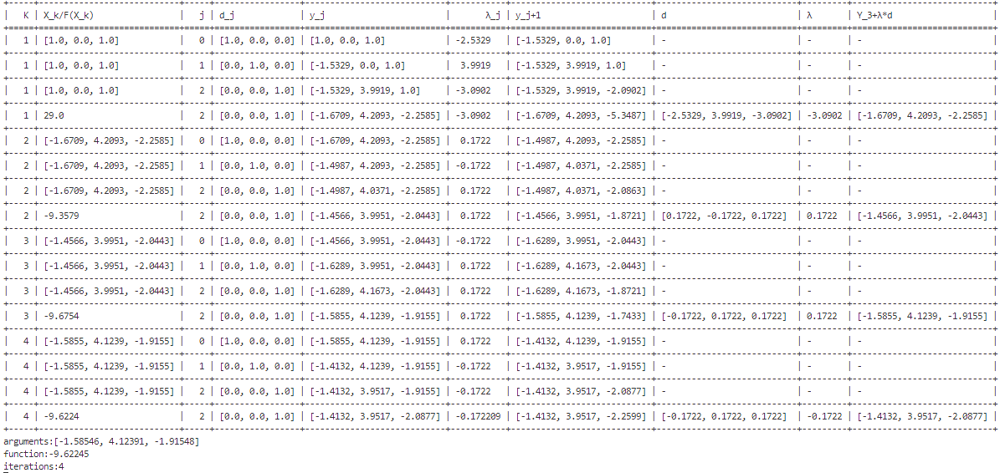 | K | X_k/F(X_k) | j | d_j | y_j | λ_j | y_j+1 | d | λ | Y_3+λ*d |
| 1 | [1.0, 0.0, 1.0] | 0 | [1.0, 0.0, 0.0] | [1.0, 0.0, 1.0] | -2.5329 | [-1.5329, 0.0, 1.0] | - | - | - |
| 1 | [1.0, 0.0, 1.0] | 1 | [0.0, 1.0, 0.0] | [-1.5329, 0.0, 1.0] | 3.9919 | [-1.5329, 3.9919, 1.0] | - | - | - |
| 1 | [1.0, 0.0, 1.0] | 2 | [0.0, 0.0, 1.0] | [-1.5329, 3.9919, 1.0] | -3.0902 | [-1.5329, 3.9919, -2.0902] | - | - | - |
| 1 | 29.0 | 2 | [0.0, 0.0, 1.0] | [-1.6709, 4.2093, -2.2585] | -3.0902 | [-1.6709, 4.2093, -5.3487] | [-2.5329, 3.9919, -3.0902] | -3.0902 | [-1.6709, 4.2093, -2.2585] |
| 2 | [-1.6709, 4.2093, -2.2585] | 0 | [1.0, 0.0, 0.0] | [-1.6709, 4.2093, -2.2585] | 0.1722 | [-1.4987, 4.2093, -2.2585] | - | - | - |
| 2 | [-1.6709, 4.2093, -2.2585] | 1 | [0.0, 1.0, 0.0] | [-1.4987, 4.2093, -2.2585] | -0.1722 | [-1.4987, 4.0371, -2.2585] | - | - | - |
| 2 | [-1.6709, 4.2093, -2.2585] | 2 | [0.0, 0.0, 1.0] | [-1.4987, 4.0371, -2.2585] | 0.1722 | [-1.4987, 4.0371, -2.0863] | - | - | - |
| 2 | -9.3579 | 2 | [0.0, 0.0, 1.0] | [-1.4566, 3.9951, -2.0443] | 0.1722 | [-1.4566, 3.9951, -1.8721] | [0.1722, -0.1722, 0.1722] | 0.1722 | [-1.4566, 3.9951, -2.0443] |
| 3 | [-1.4566, 3.9951, -2.0443] | 0 | [1.0, 0.0, 0.0] | [-1.4566, 3.9951, -2.0443] | -0.1722 | [-1.6289, 3.9951, -2.0443] | - | - | - |
| 3 | [-1.4566, 3.9951, -2.0443] | 1 | [0.0, 1.0, 0.0] | [-1.6289, 3.9951, -2.0443] | 0.1722 | [-1.6289, 4.1673, -2.0443] | - | - | - |
| 3 | [-1.4566, 3.9951, -2.0443] | 2 | [0.0, 0.0, 1.0] | [-1.6289, 4.1673, -2.0443] | 0.1722 | [-1.6289, 4.1673, -1.8721] | - | - | - |
| 3 | -9.6754 | 2 | [0.0, 0.0, 1.0] | [-1.5855, 4.1239, -1.9155] | 0.1722 | [-1.5855, 4.1239, -1.7433] | [-0.1722, 0.1722, 0.1722] | 0.1722 | [-1.5855, 4.1239, -1.9155] |
| 4 | [-1.5855, 4.1239, -1.9155] | 0 | [1.0, 0.0, 0.0] | [-1.5855, 4.1239, -1.9155] | 0.1722 | [-1.4132, 4.1239, -1.9155] | - | - | - |
| 4 | [-1.5855, 4.1239, -1.9155] | 1 | [0.0, 1.0, 0.0] | [-1.4132, 4.1239, -1.9155] | -0.1722 | [-1.4132, 3.9517, -1.9155] | - | - | - |
| 4 | [-1.5855, 4.1239, -1.9155] | 2 | [0.0, 0.0, 1.0] | [-1.4132, 3.9517, -1.9155] | -0.1722 | [-1.4132, 3.9517, -2.0877] | - | - | - |
| 4 | -9.6224 | 2 | [0.0, 0.0, 1.0] | [-1.4132, 3.9517, -2.0877] | -0.172209 | [-1.4132, 3.9517, -2.2599] | [-0.1722, 0.1722, 0.1722] | -0.1722 | [-1.4132, 3.9517, -2.0877] |
arguments:[-1.58546, 4.12391, -1.91548]
function:-9.62245
iterations:4